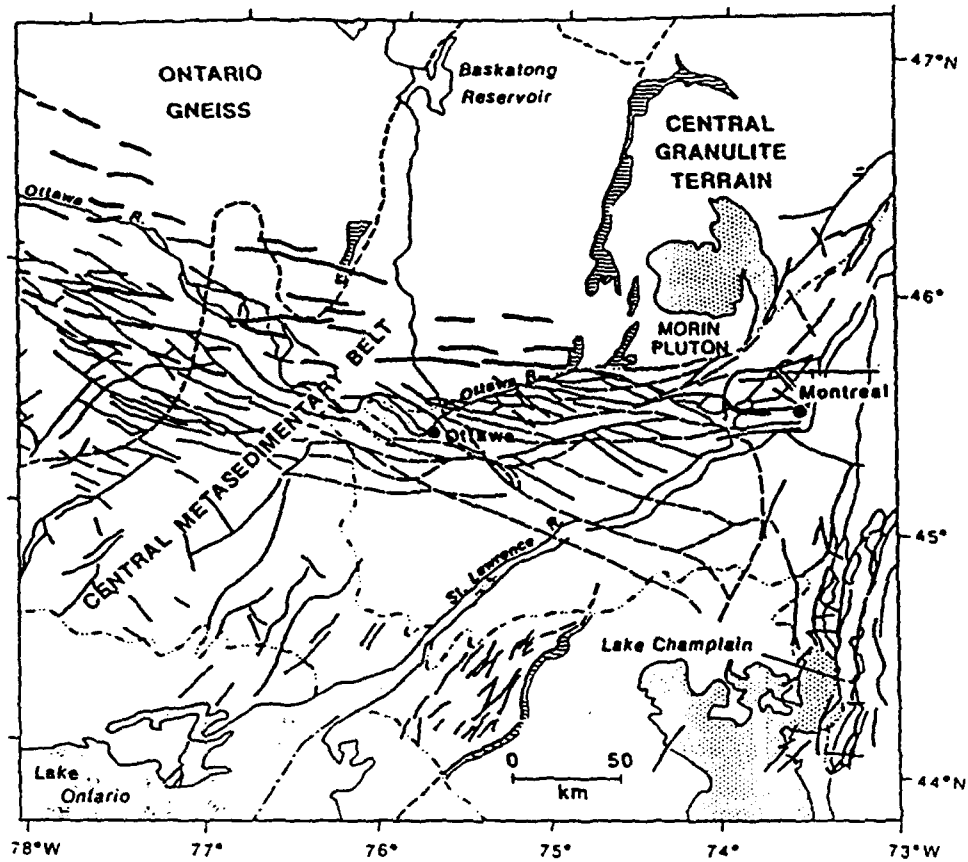 ONTARIO
GNEISS
Baskatong
Reservoir
47°N
CENTRAL
GRANULITE
TERRAIN
Ottawa R.
46°
MORIN
PLUTON
Ottawa R.
Montreal
Ottawa
CENTRAL METASEDIMENTARY BELT
45°
St. Lawrence R.
Lake Champlain
0 50
km
Lake
Ontario
44°N
78°W 77° 76° 75° 74° 73°W